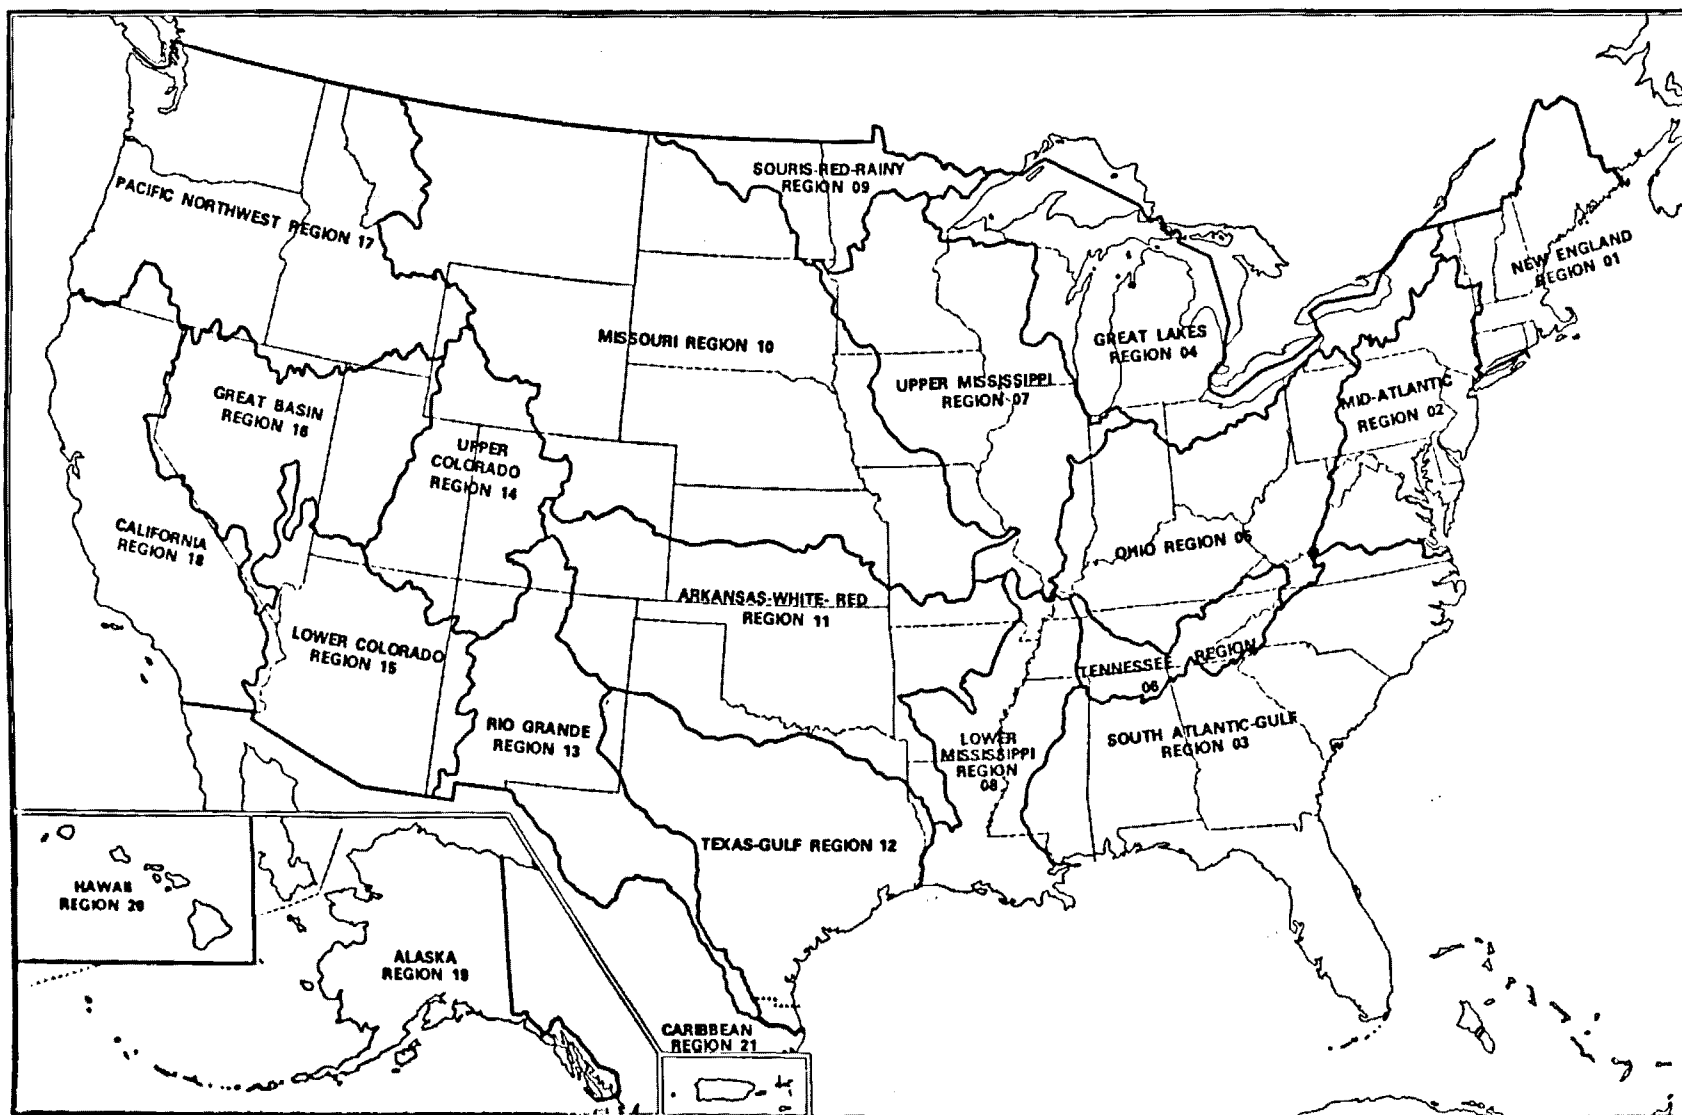 SOURIS-RED-RAINY
REGION 09
PACIFIC NORTHWEST REGION 17
NEW ENGLAND
REGION 01
MISSOURI REGION 10
GREAT LAKES
REGION 04
UPPER MISSISSIPPI
REGION 07
MID-ATLANTIC
REGION 02
GREAT BASIN
REGION 16
UPPER
COLORADO
REGION 14
CALIFORNIA
REGION 18
OHIO REGION 05
ARKANSAS-WHITE-RED
REGION 11
LOWER COLORADO
REGION 15
TENNESSEE REGION
06
RIO GRANDE
REGION 13
LOWER
MISSISSIPPI
REGION
08
SOUTH ATLANTIC-GULF
REGION 03
TEXAS-GULF REGION 12
HAWAII
REGION 20
ALASKA
REGION 19
CARIBBEAN
REGION 21